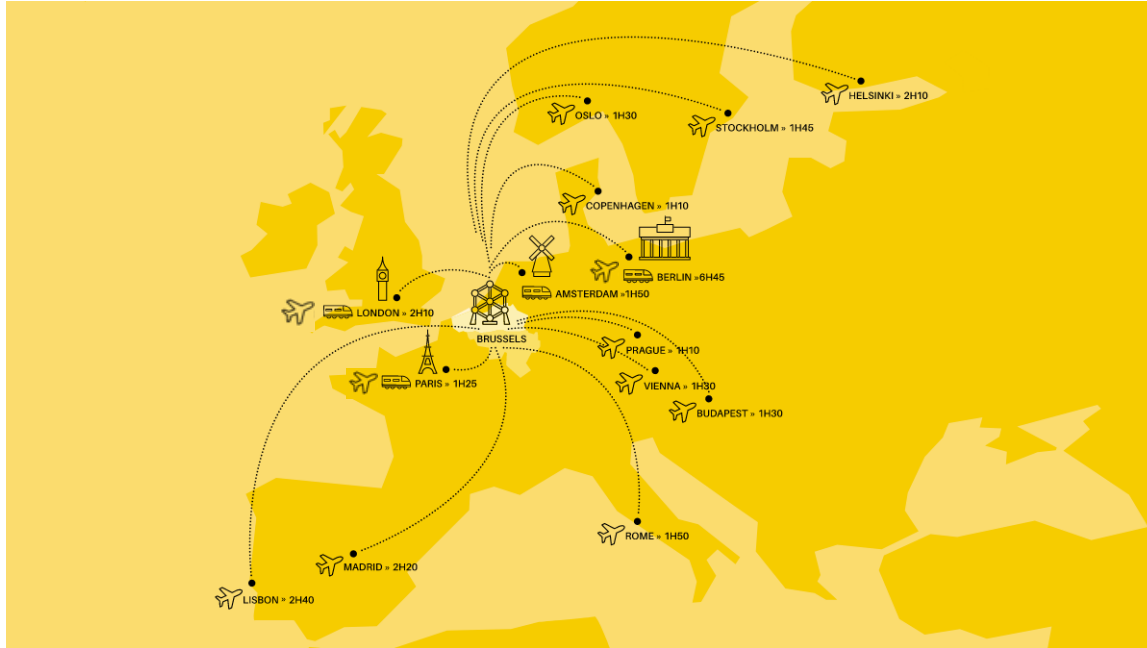 HELSINKI » 2H10
OSLO » 1H30
STOCKHOLM » 1H45
COPENHAGEN » 1H10
BERLIN »6H45
AMSTERDAM »1H50
LONDON » 2H10
BRUSSELS
PRAGUE » 1H10
PARIS » 1H25
VIENNA » 1H30
BUDAPEST » 1H30
ROME » 1H50
MADRID » 2H20
LISBON » 2H40